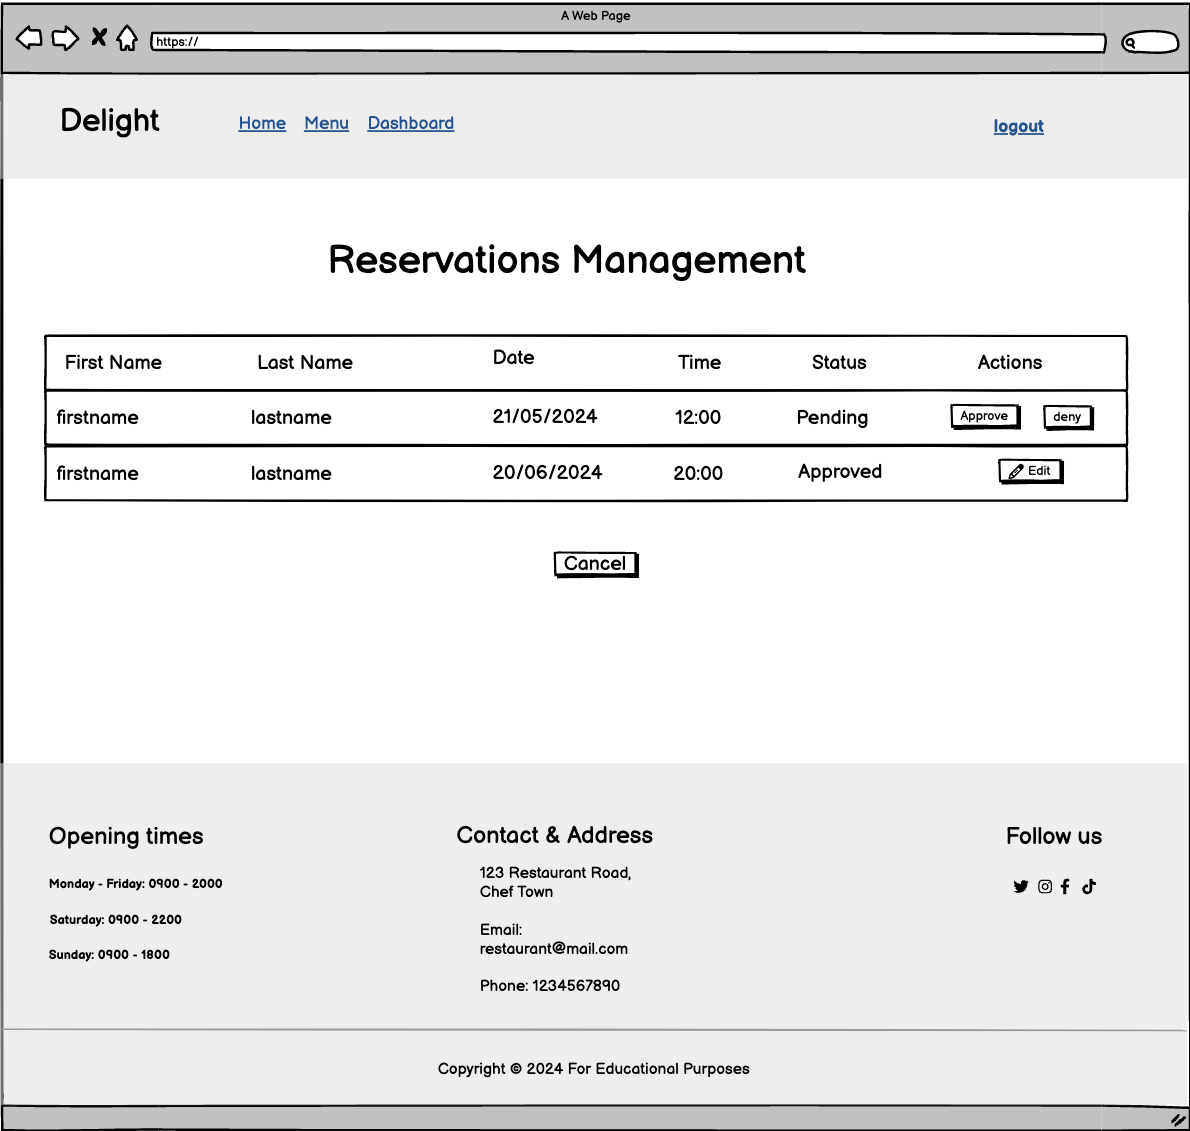 A Web Page
https://
Delight Home Menu Dashboard logout
Reservations Management
First Name Last Name Date Time Status Actions
firstname lastname 21/05/2024 12:00 Pending Approve deny
firstname lastname 20/06/2024 20:00 Approved Edit
Cancel
Opening times
Monday - Friday: 0900 - 2000
Saturday: 0900 - 2200
Sunday: 0900 - 1800
Contact & Address
123 Restaurant Road,
Chef Town
Email:
restaurant@mail.com
Phone: 1234567890
Follow us
Copyright © 2024 For Educational Purposes